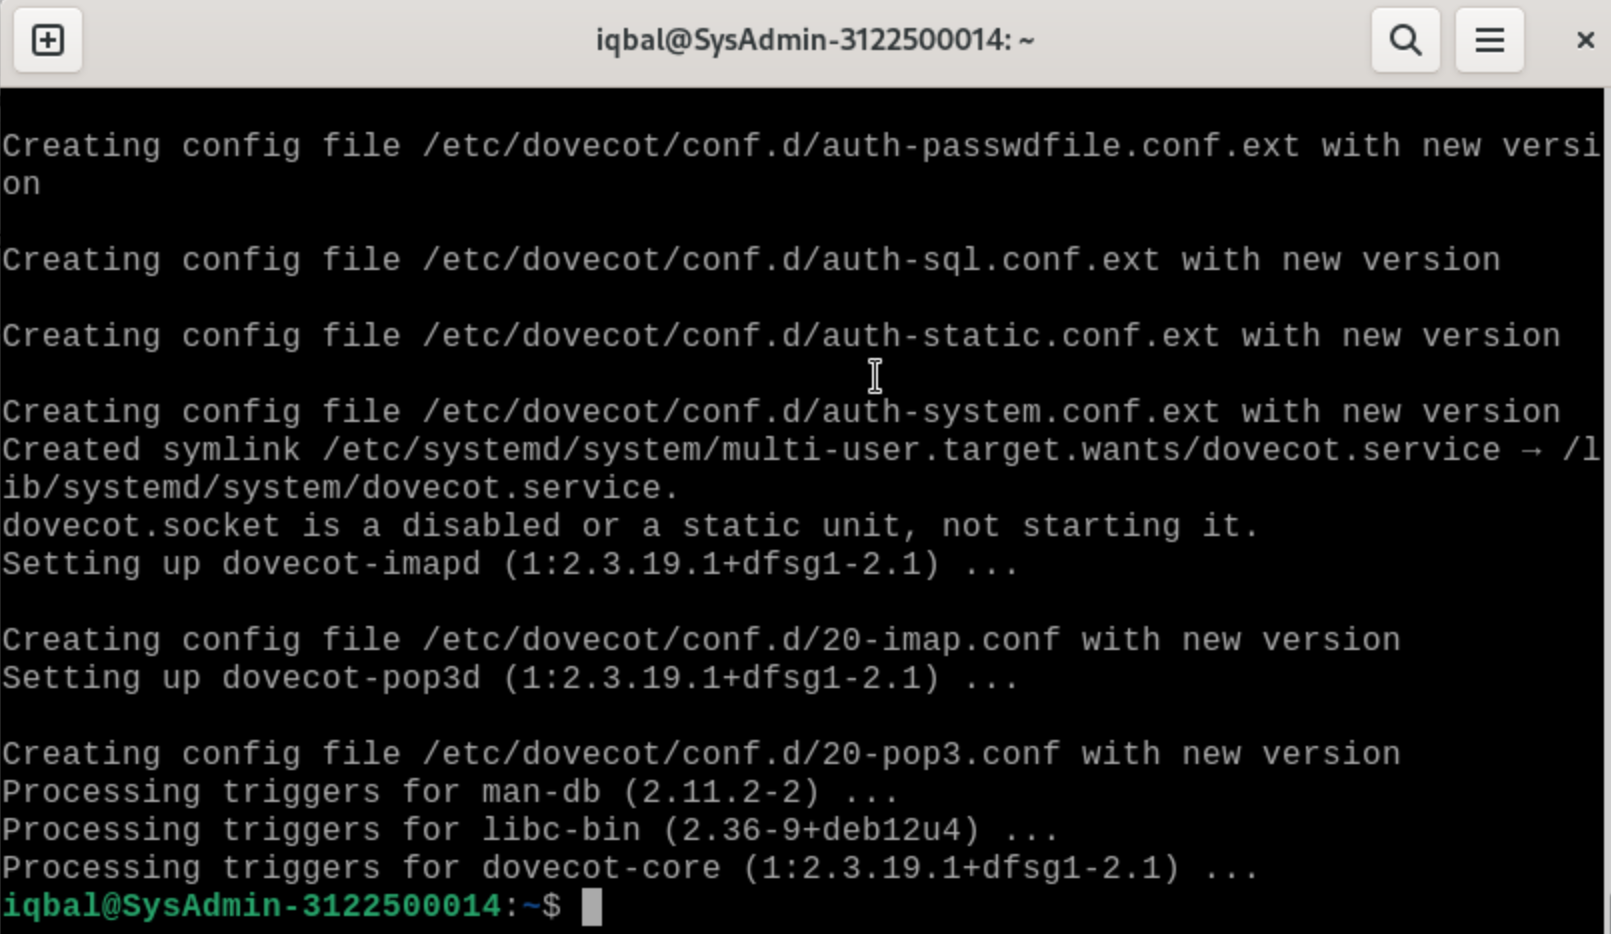 iqbal@SysAdmin-3122500014: ~
Creating config file /etc/dovecot/conf.d/auth-passwdfile.conf.ext with new versi
on
Creating config file /etc/dovecot/conf.d/auth-sql.conf.ext with new version
Creating config file /etc/dovecot/conf.d/auth-static.conf.ext with new version
Creating config file /etc/dovecot/conf.d/auth-system.conf.ext with new version
Created symlink /etc/systemd/system/multi-user.target.wants/dovecot.service → /l
ib/systemd/system/dovecot.service.
dovecot.socket is a disabled or a static unit, not starting it.
Setting up dovecot-imapd (1:2.3.19.1+dfsg1-2.1) ...
Creating config file /etc/dovecot/conf.d/20-imap.conf with new version
Setting up dovecot-pop3d (1:2.3.19.1+dfsg1-2.1) ...
Creating config file /etc/dovecot/conf.d/20-pop3.conf with new version
Processing triggers for man-db (2.11.2-2) ...
Processing triggers for libc-bin (2.36-9+deb12u4) ...
Processing triggers for dovecot-core (1:2.3.19.1+dfsg1-2.1) ...
iqbal@SysAdmin-3122500014:~$